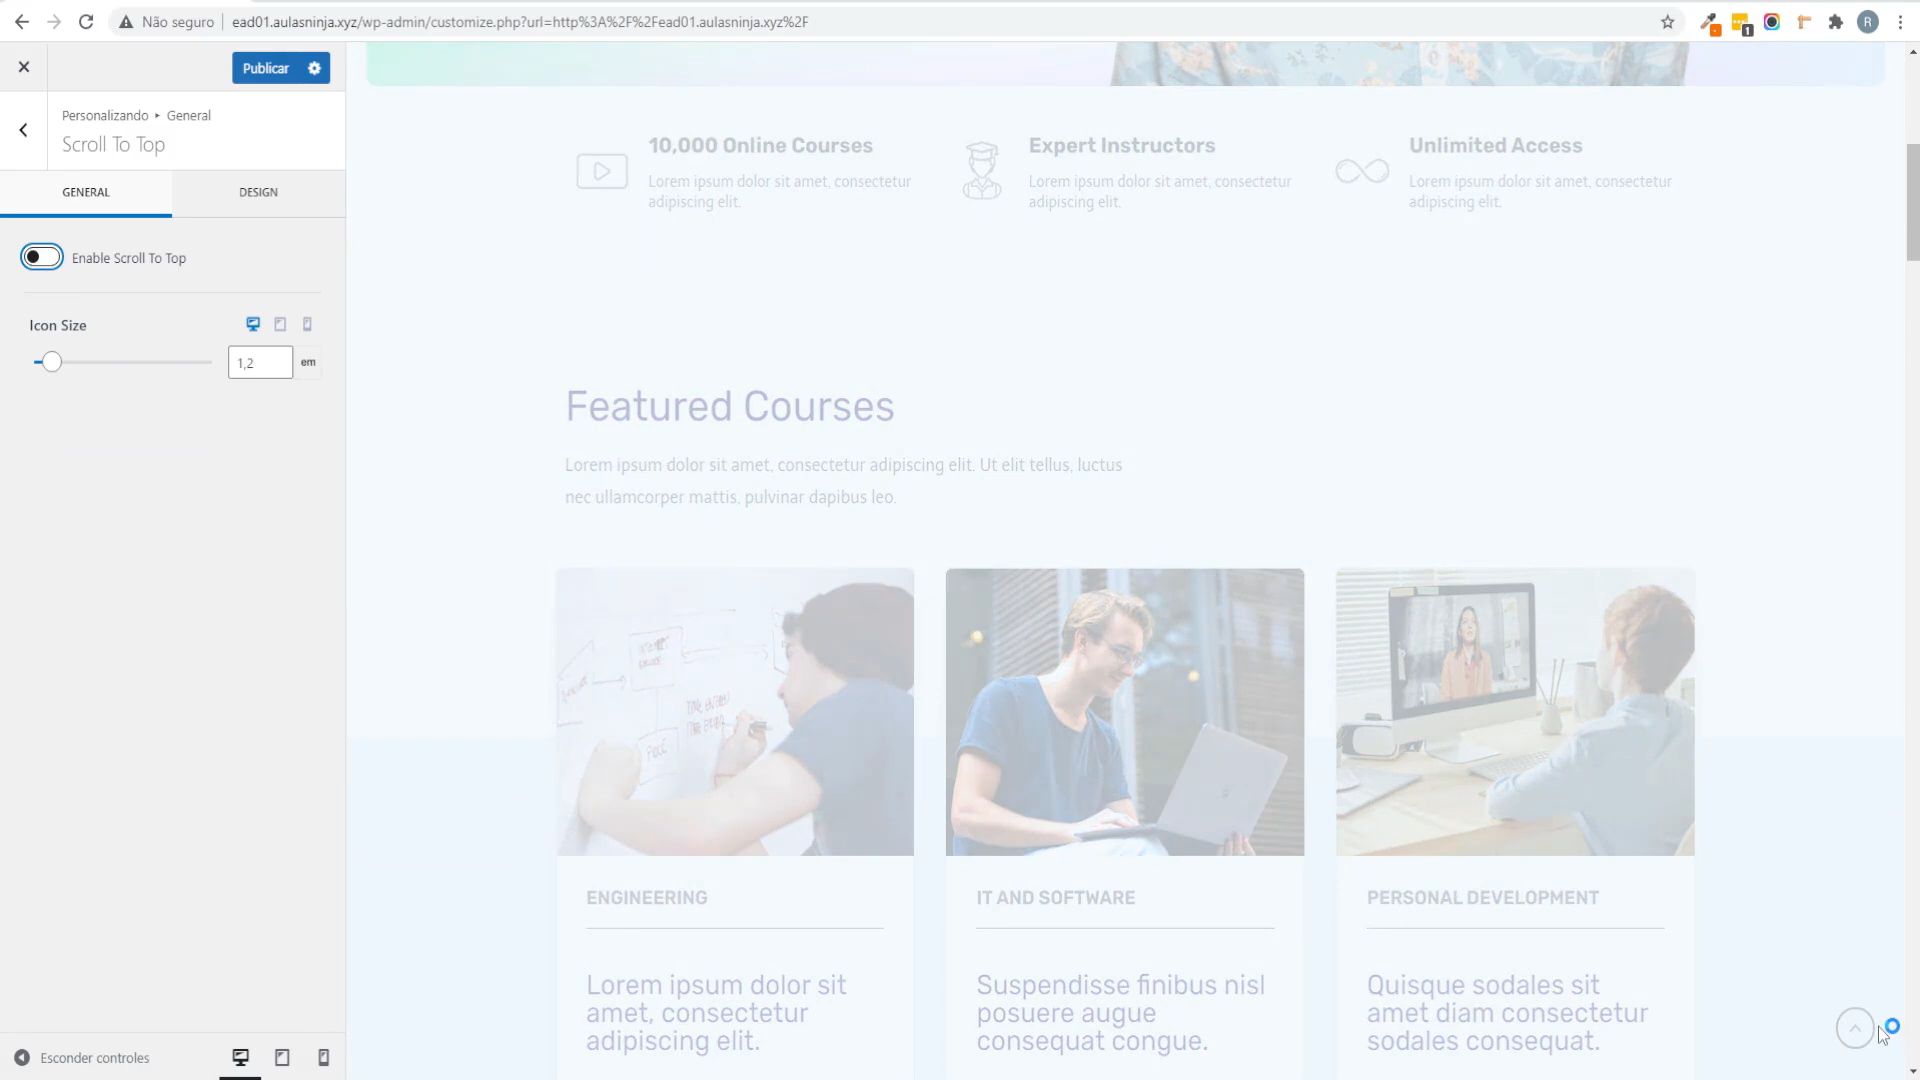 Não seguro
ead01.aulasninja.xyz/wp-admin/customize.php?url=http%3A%2F%2Fead01.aulasninja.xyz%2F
1
R
Publicar
Personalizando ▸ General
Scroll To Top
GENERAL
DESIGN
Enable Scroll To Top
Icon Size
1,2
em
Esconder controles
10,000 Online Courses
Lorem ipsum dolor sit amet, consectetur
adipiscing elit.
Expert Instructors
Lorem ipsum dolor sit amet, consectetur
adipiscing elit.
Unlimited Access
Lorem ipsum dolor sit amet, consectetur
adipiscing elit.
Featured Courses
Lorem ipsum dolor sit amet, consectetur adipiscing elit. Ut elit tellus, luctus
nec ullamcorper mattis, pulvinar dapibus leo.
ENGINEERING
Lorem ipsum dolor sit
amet, consectetur
adipiscing elit.
IT AND SOFTWARE
Suspendisse finibus nisl
posuere augue
consequat congue.
PERSONAL DEVELOPMENT
Quisque sodales sit
amet diam consectetur
sodales consequat.